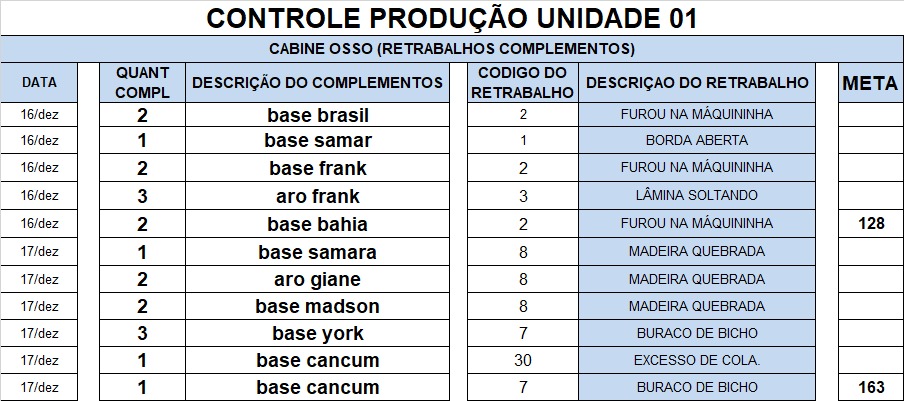 CONTROLE PRODUÇÃO UNIDADE 01
CABINE OSSO (RETRABALHOS COMPLEMENTOS)
DATA QUANT COMPL DESCRIÇÃO DO COMPLEMENTOS CODIGO DO RETRABALHO DESCRIÇAO DO RETRABALHO META
16/dez 2 base brasil 2 FUROU NA MÁQUININHA
16/dez 1 base samar 1 BORDA ABERTA
16/dez 2 base frank 2 FUROU NA MÁQUININHA
16/dez 3 aro frank 3 LÂMINA SOLTANDO
16/dez 2 base bahia 2 FUROU NA MÁQUININHA 128
17/dez 1 base samara 8 MADEIRA QUEBRADA
17/dez 2 aro giane 8 MADEIRA QUEBRADA
17/dez 2 base madson 8 MADEIRA QUEBRADA
17/dez 3 base york 7 BURACO DE BICHO
17/dez 1 base cancum 30 EXCESSO DE COLA.
17/dez 1 base cancum 7 BURACO DE BICHO 163